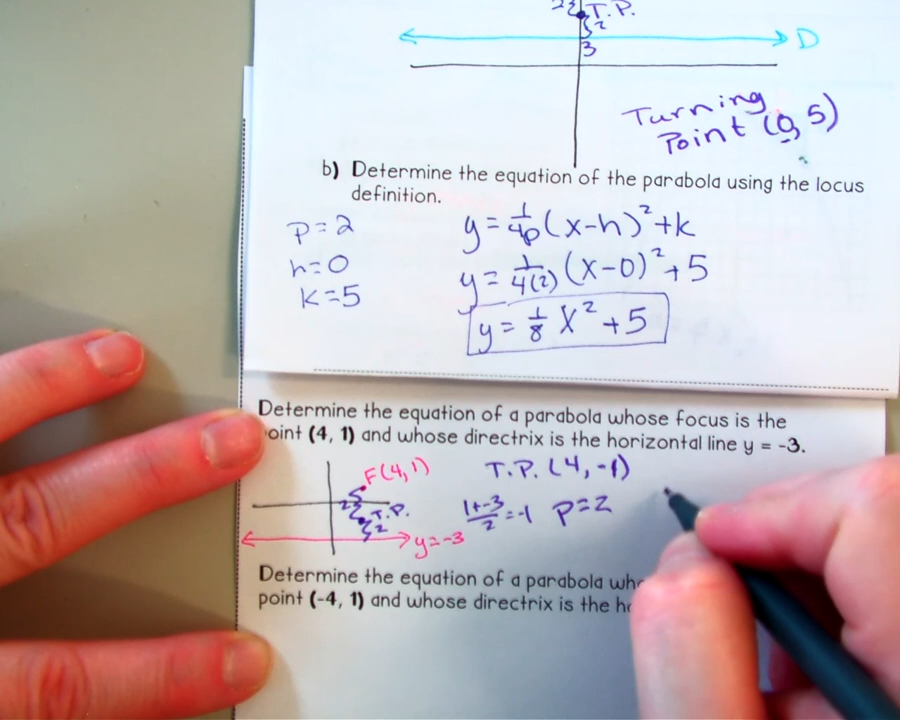 2 T.P.
2
D
3
Turning
Point (0, 5)
b) Determine the equation of the parabola using the locus
definition.
p=2
h=0
k=5
y = 1/4p (x-h)² + k
y = 1/4(2) (x-0)² + 5
y = 1/8 x² + 5
Determine the equation of a parabola whose focus is the
oint (4, 1) and whose directrix is the horizontal line y = -3.
F(4,1)
T.P. (4,-1)
2 T.P.
2
1+-3/2 = -1 p=2
y=-3
Determine the equation of a parabola who
point (-4, 1) and whose directrix is the ho